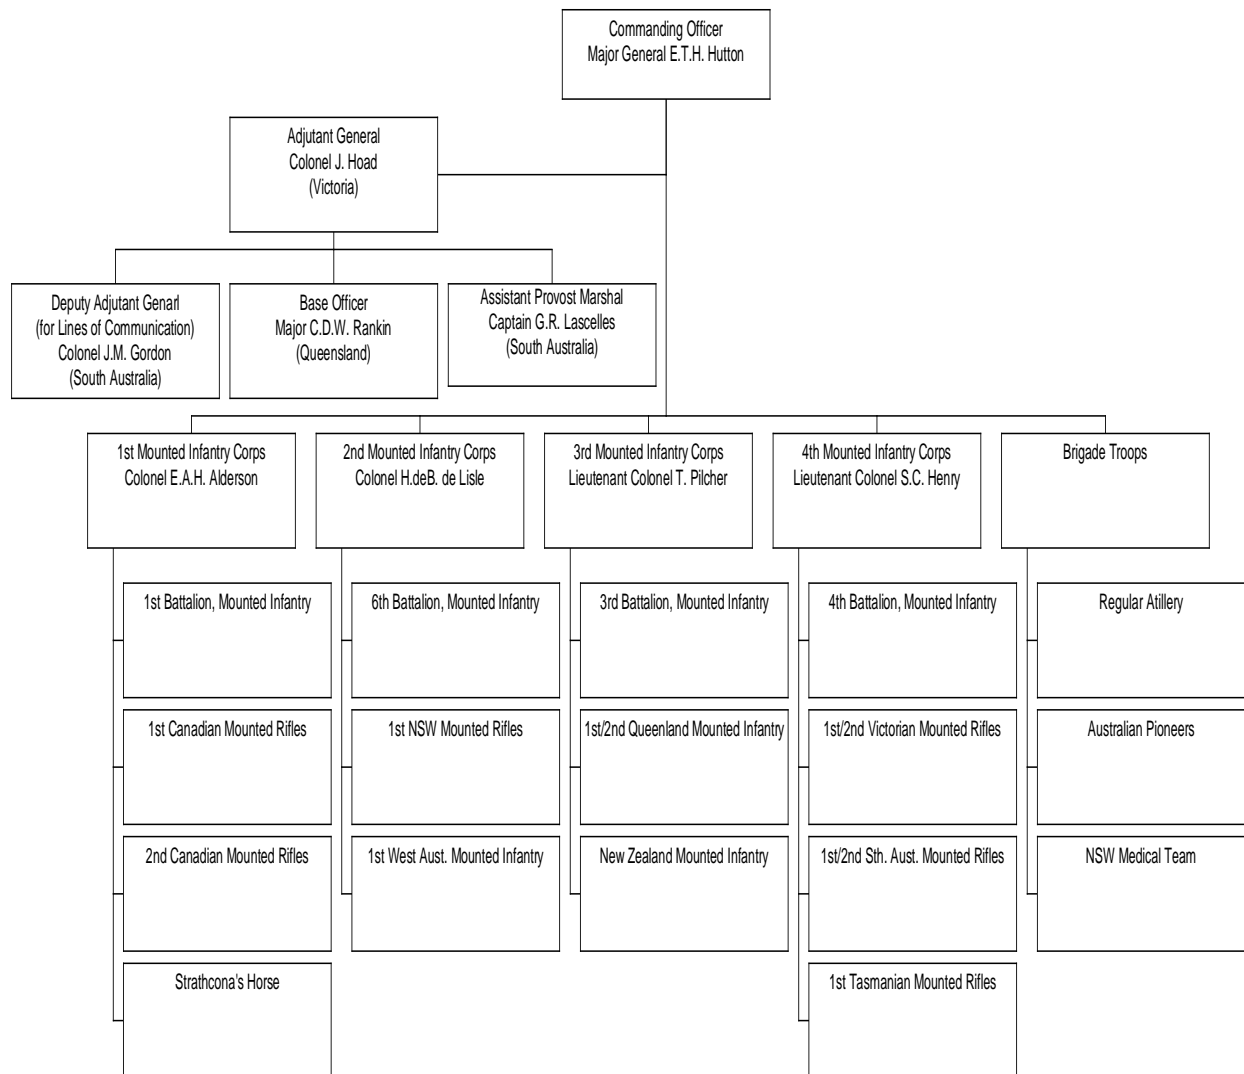 Commanding Officer
Major General E.T.H. Hutton
Adjutant General
Colonel J. Hoad
(Victoria)
Deputy Adjutant Genarl
(for Lines of Communication)
Colonel J.M. Gordon
(South Australia)
Base Officer
Major C.D.W. Rankin
(Queensland)
Assistant Provost Marshal
Captain G.R. Lascelles
(South Australia)
1st Mounted Infantry Corps
Colonel E.A.H. Alderson
2nd Mounted Infantry Corps
Colonel H.deB. de Lisle
3rd Mounted Infantry Corps
Lieutenant Colonel T. Pilcher
4th Mounted Infantry Corps
Lieutenant Colonel S.C. Henry
Brigade Troops
1st Battalion, Mounted Infantry
1st Canadian Mounted Rifles
2nd Canadian Mounted Rifles
Strathcona's Horse
6th Battalion, Mounted Infantry
1st NSW Mounted Rifles
1st West Aust. Mounted Infantry
3rd Battalion, Mounted Infantry
1st/2nd Queenland Mounted Infantry
New Zealand Mounted Infantry
4th Battalion, Mounted Infantry
1st/2nd Victorian Mounted Rifles
1st/2nd Sth. Aust. Mounted Rifles
1st Tasmanian Mounted Rifles
Regular Atillery
Australian Pioneers
NSW Medical Team